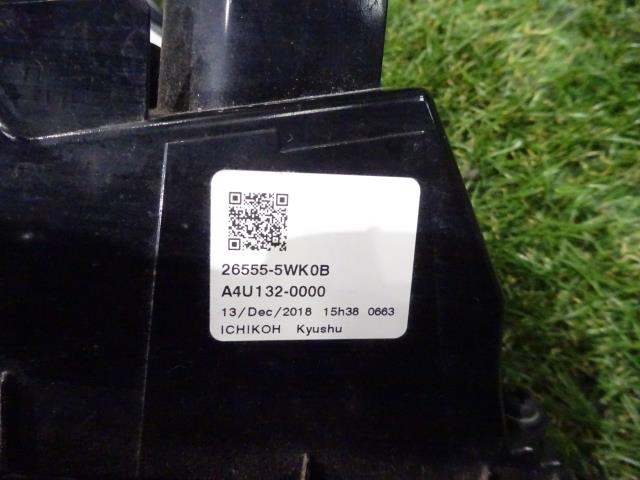 26555-5WK0B
A4U132-0000
13/Dec/2018 15h38 0663
ICHIKOH Kyushu